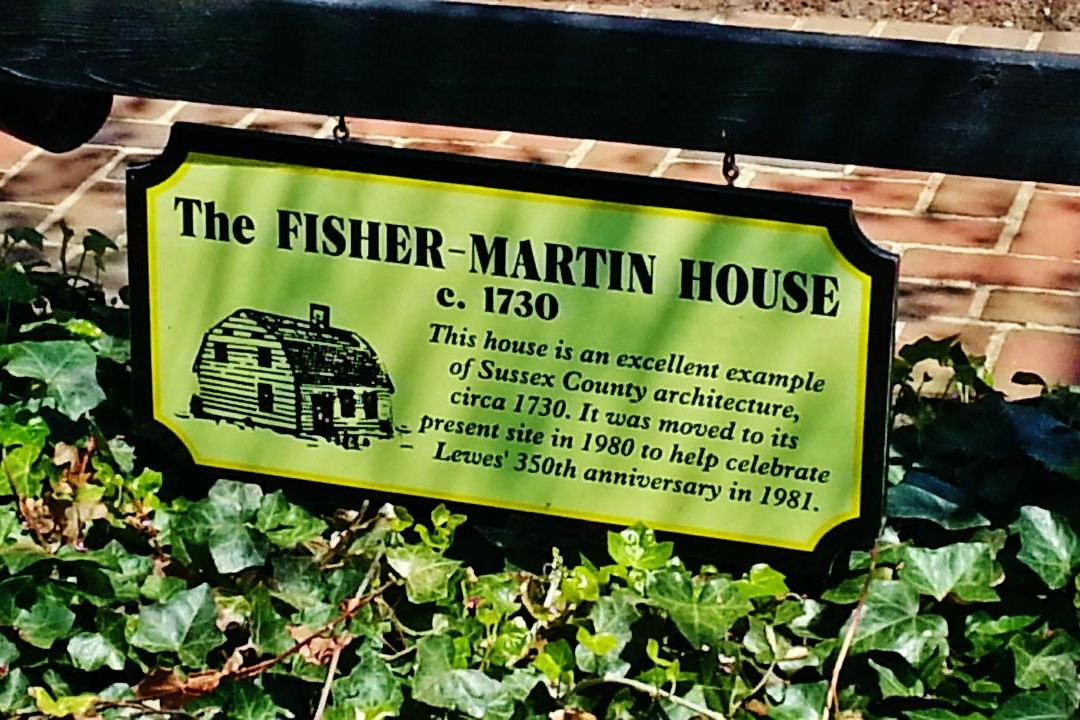 The FISHER-MARTIN HOUSE
c. 1730
This house is an excellent example
of Sussex County architecture,
circa 1730. It was moved to its
present site in 1980 to help celebrate
Lewes' 350th anniversary in 1981.